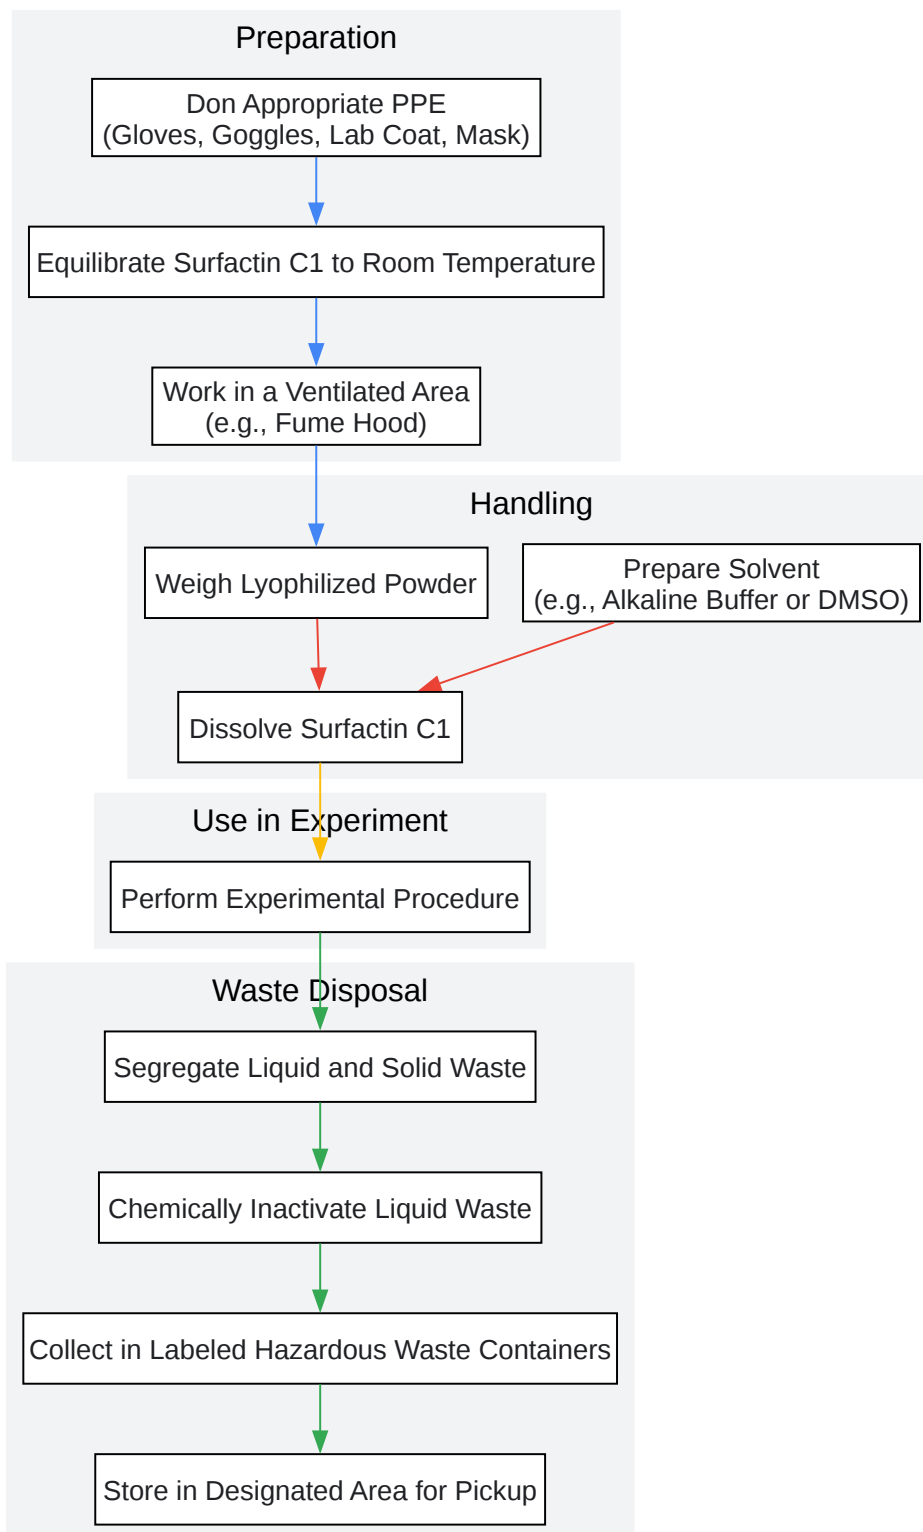 Preparation
Don Appropriate PPE
(Gloves, Goggles, Lab Coat, Mask)
Equilibrate Surfactin C1 to Room Temperature
Work in a Ventilated Area
(e.g., Fume Hood)
Handling
Weigh Lyophilized Powder
Prepare Solvent
(e.g., Alkaline Buffer or DMSO)
Dissolve Surfactin C1
Use in Experiment
Perform Experimental Procedure
Waste Disposal
Segregate Liquid and Solid Waste
Chemically Inactivate Liquid Waste
Collect in Labeled Hazardous Waste Containers
Store in Designated Area for Pickup